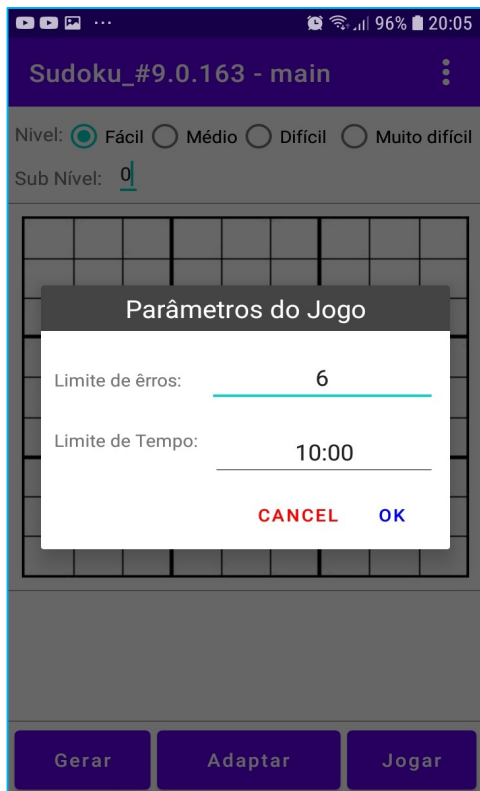 96% 20:05
Sudoku_#9.0.163 - main
Nivel: Fácil Médio Difícil Muito difícil
Sub Nível: 0
Parâmetros do Jogo
Limite de êrros: 6
Limite de Tempo: 10:00
CANCEL OK
Gerar Adaptar Jogar